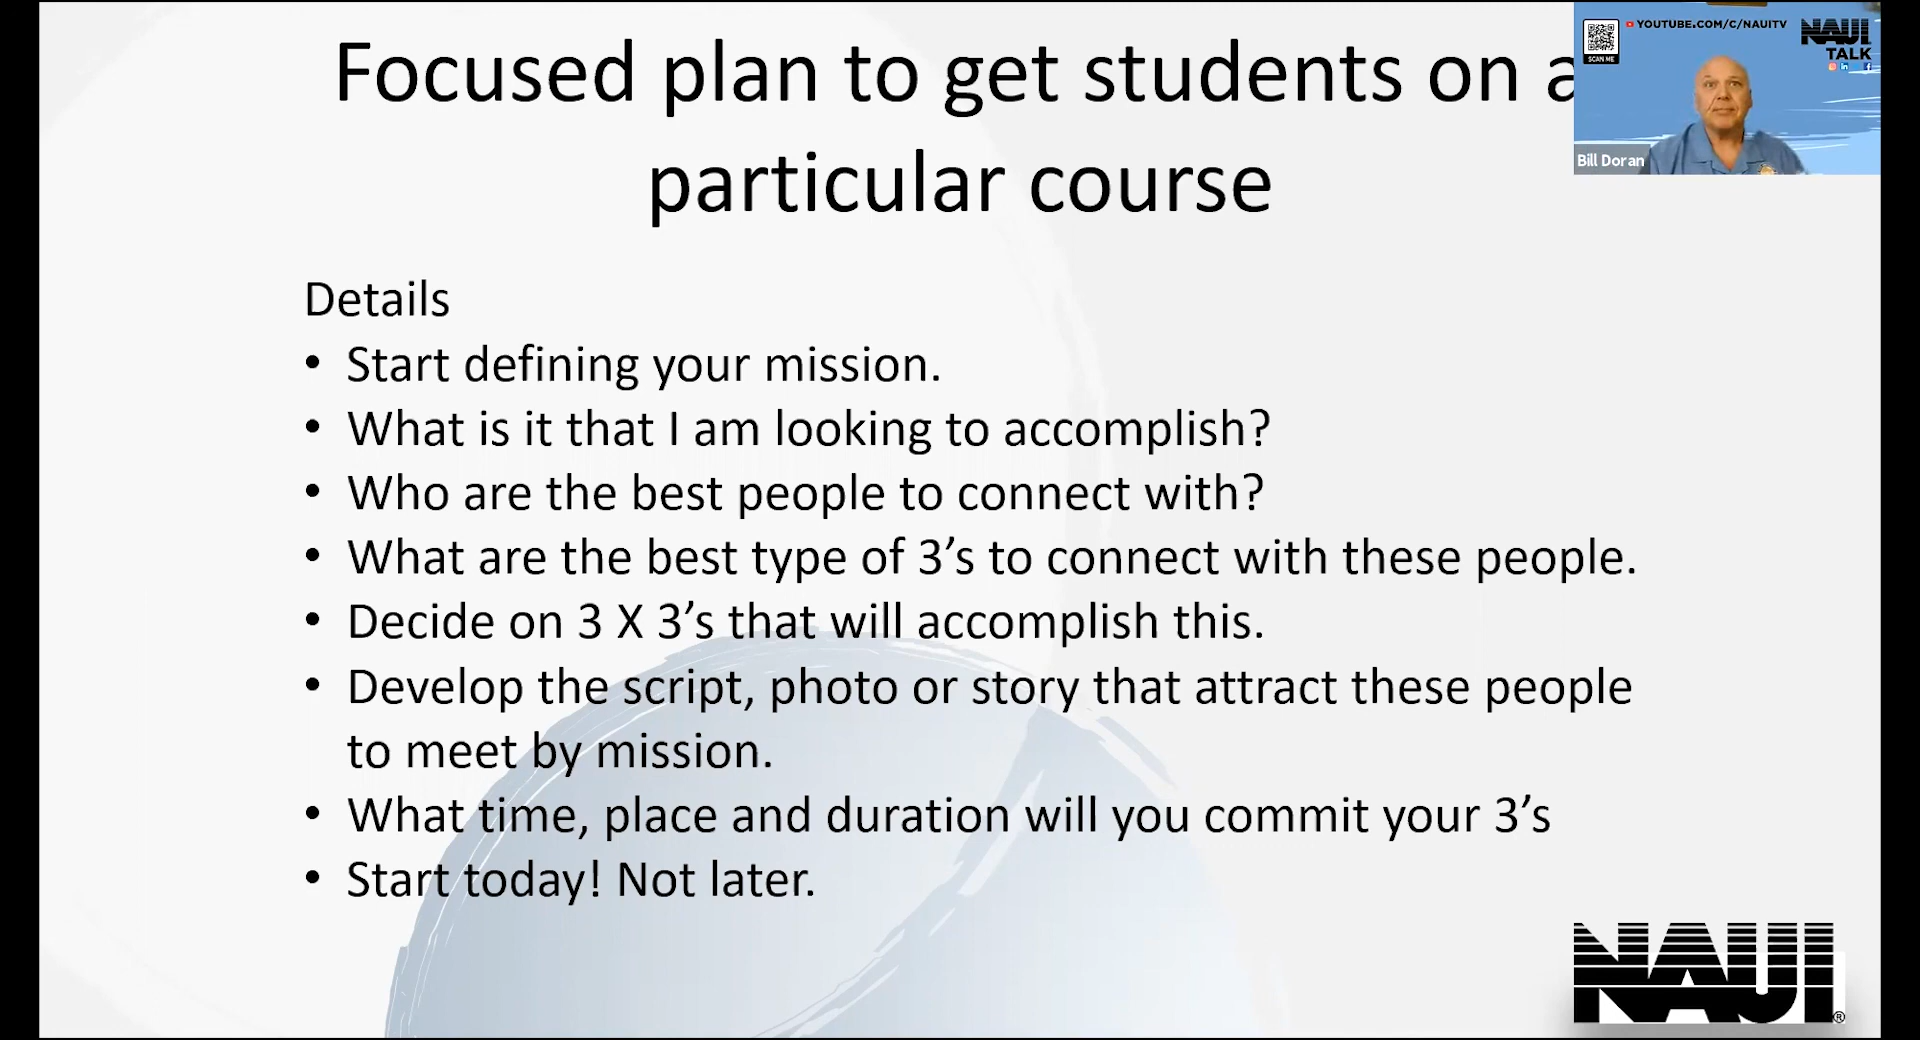 Focused plan to get students on a
particular course
YOUTUBE.COM/C/NAUITV
NAUI
TALK
SCAN ME
Bill Doran
Details
• Start defining your mission.
• What is it that I am looking to accomplish?
• Who are the best people to connect with?
• What are the best type of 3’s to connect with these people.
• Decide on 3 X 3’s that will accomplish this.
• Develop the script, photo or story that attract these people
to meet by mission.
• What time, place and duration will you commit your 3’s
• Start today! Not later.
NAUI®